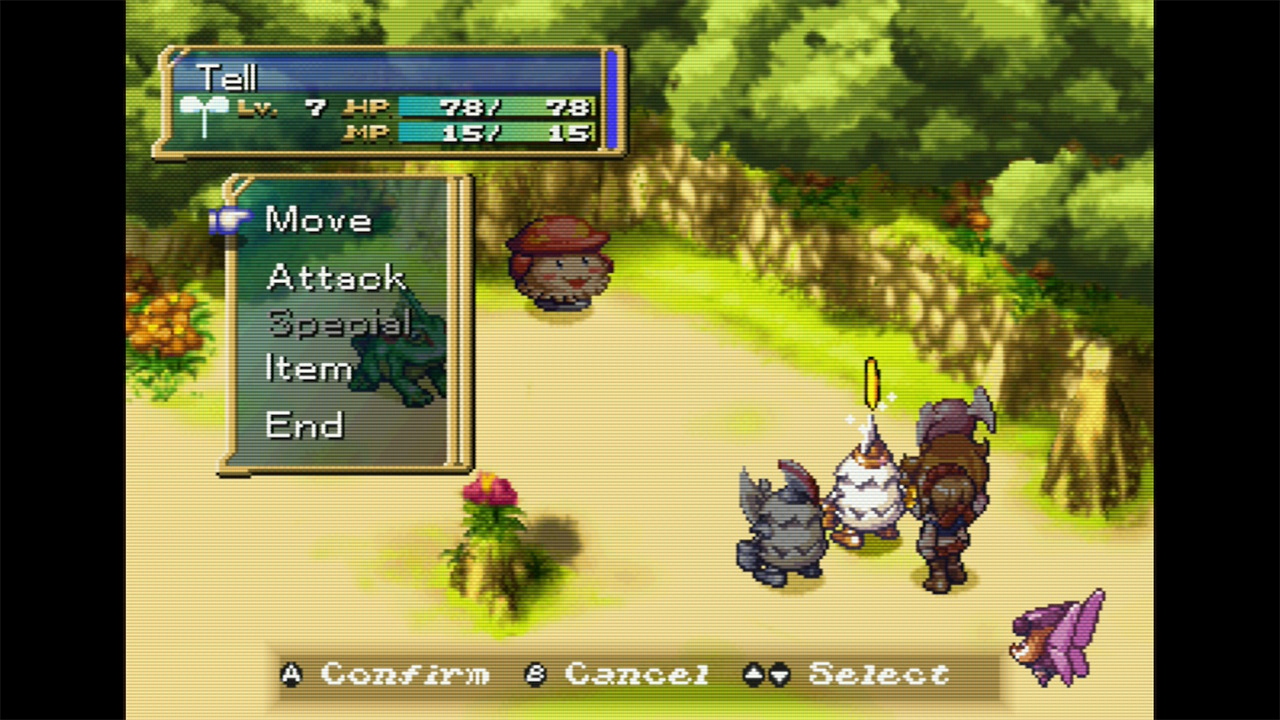 Tell
Lv. 7 HP 78/ 78
MP 15/ 15
Move
Attack
Special
Item
End
A Confirm B Cancel ▲▼ Select